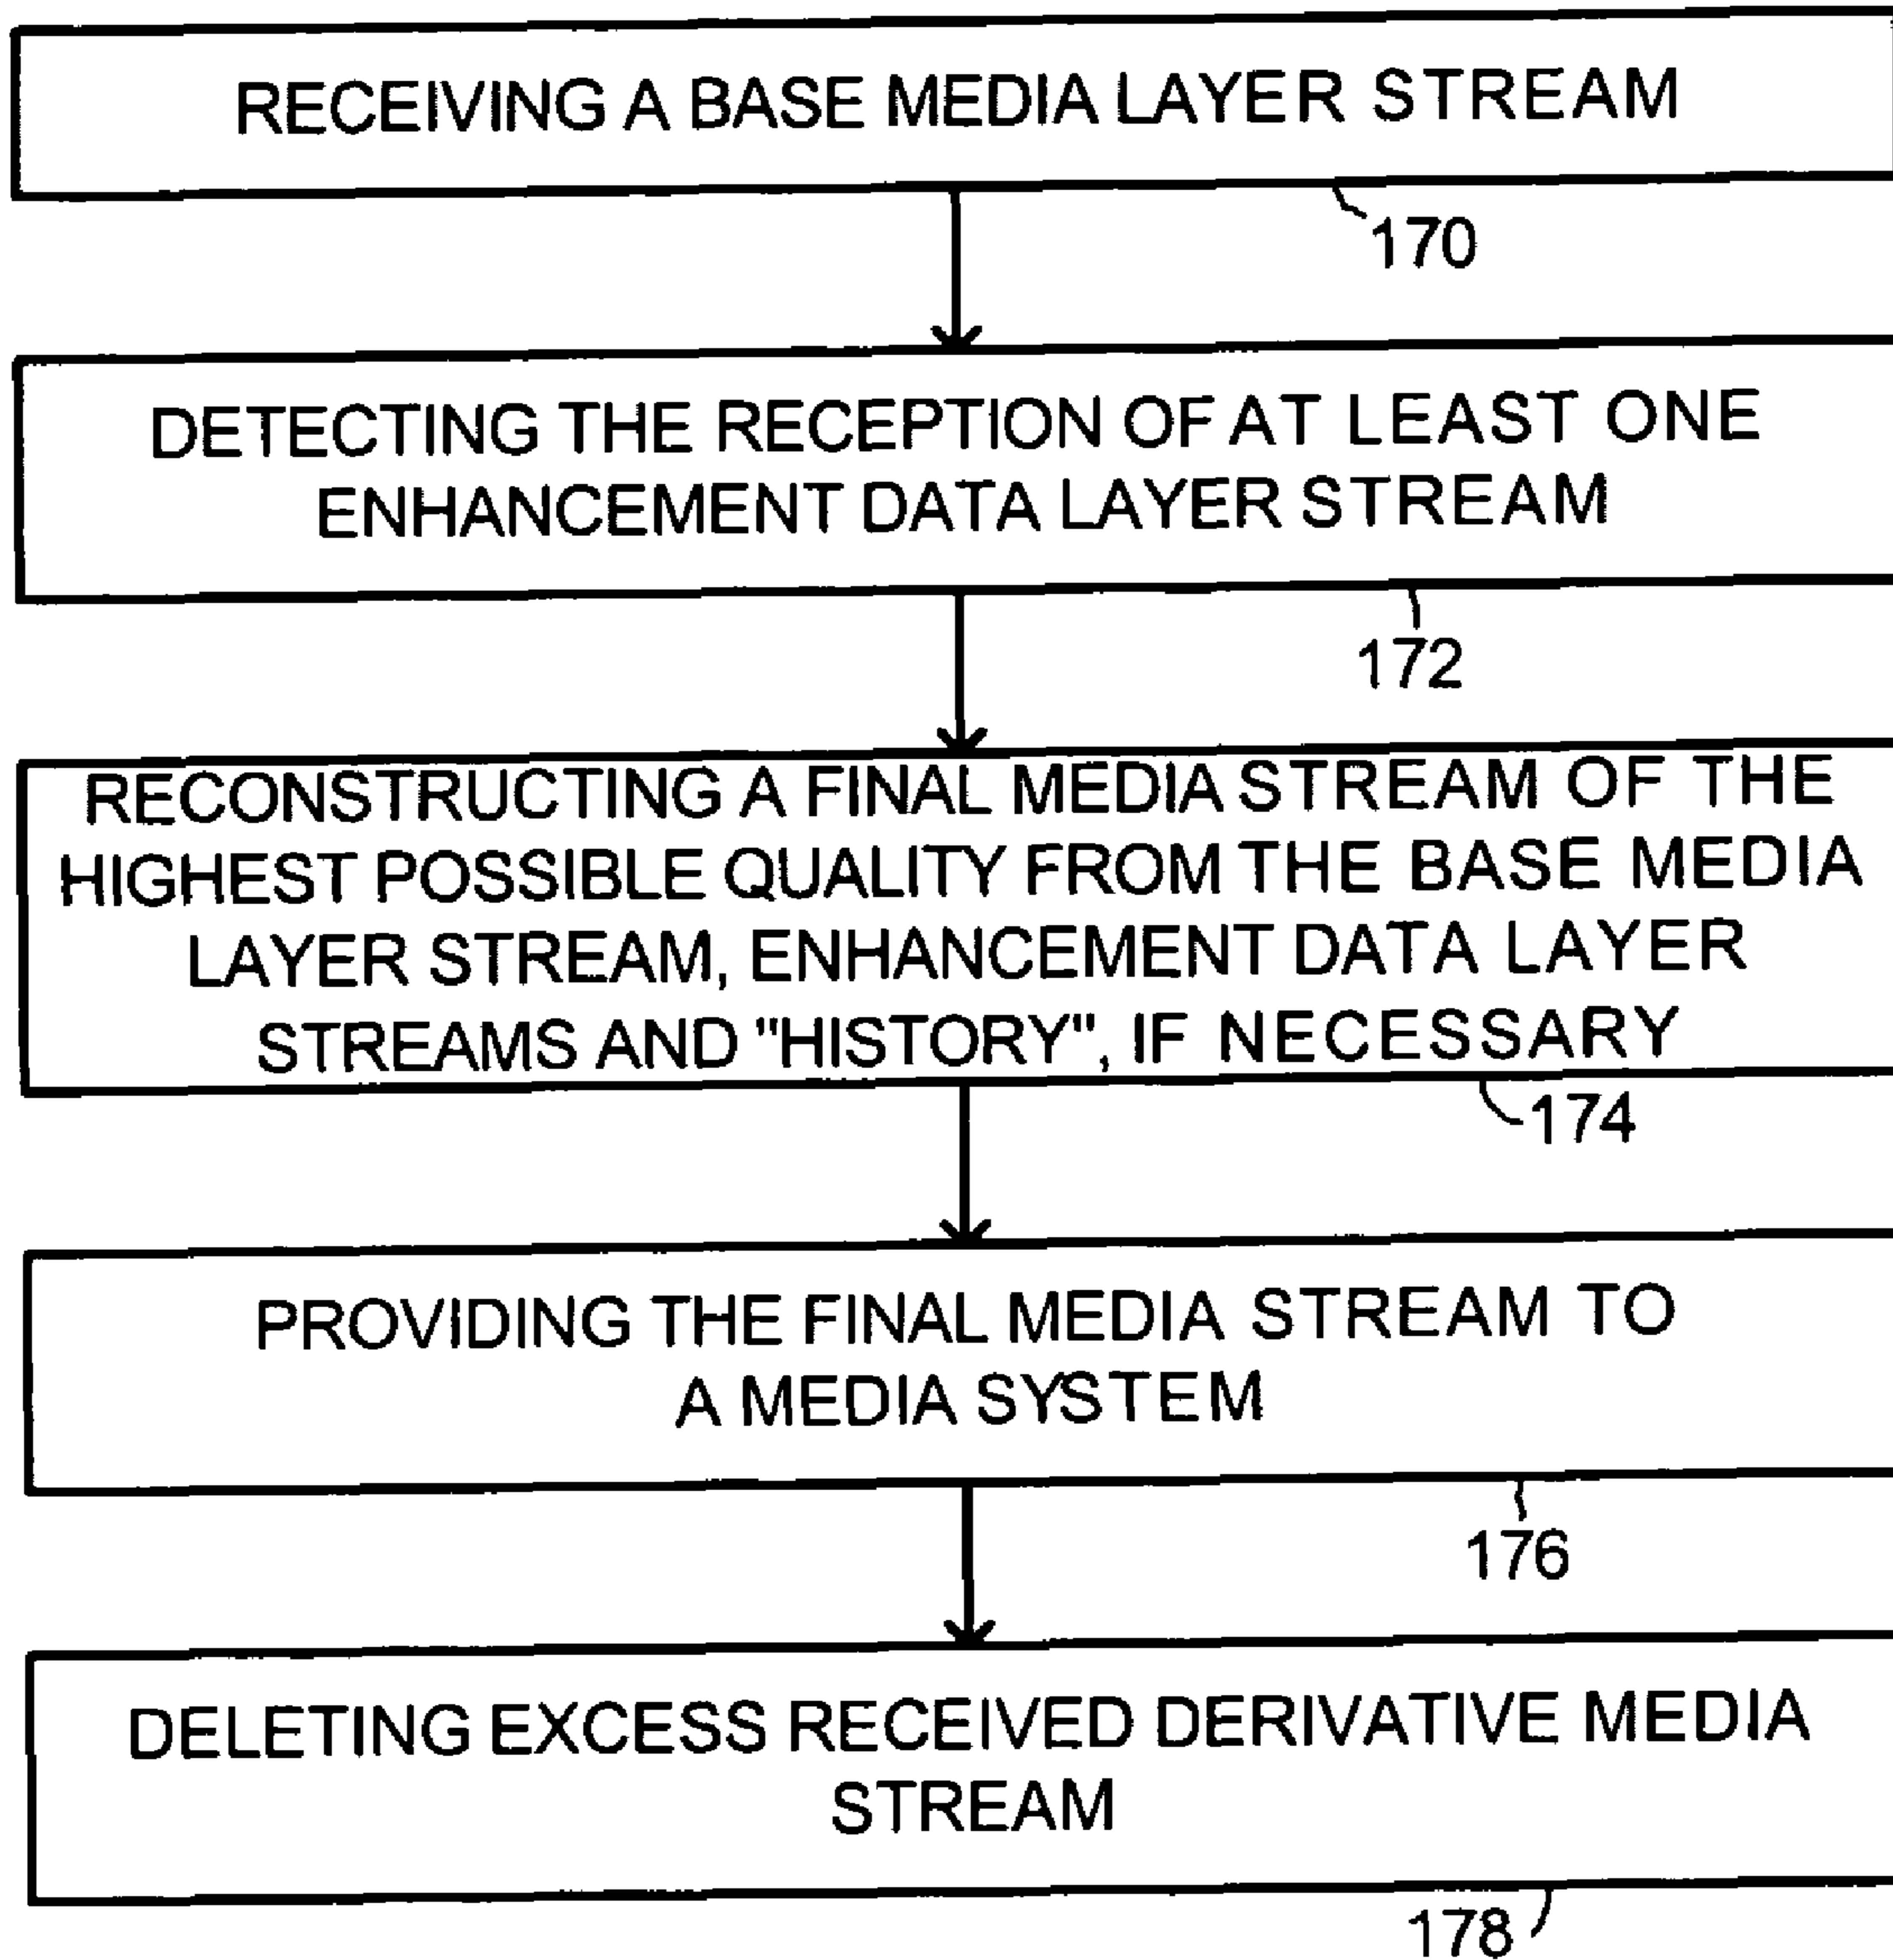 RECEIVING A BASE MEDIA LAYER STREAM
170
DETECTING THE RECEPTION OF AT LEAST ONE
ENHANCEMENT DATA LAYER STREAM
172
RECONSTRUCTING A FINAL MEDIA STREAM OF THE
HIGHEST POSSIBLE QUALITY FROM THE BASE MEDIA
LAYER STREAM, ENHANCEMENT DATA LAYER
STREAMS AND "HISTORY", IF NECESSARY
174
PROVIDING THE FINAL MEDIA STREAM TO
A MEDIA SYSTEM
176
DELETING EXCESS RECEIVED DERIVATIVE MEDIA
STREAM
178